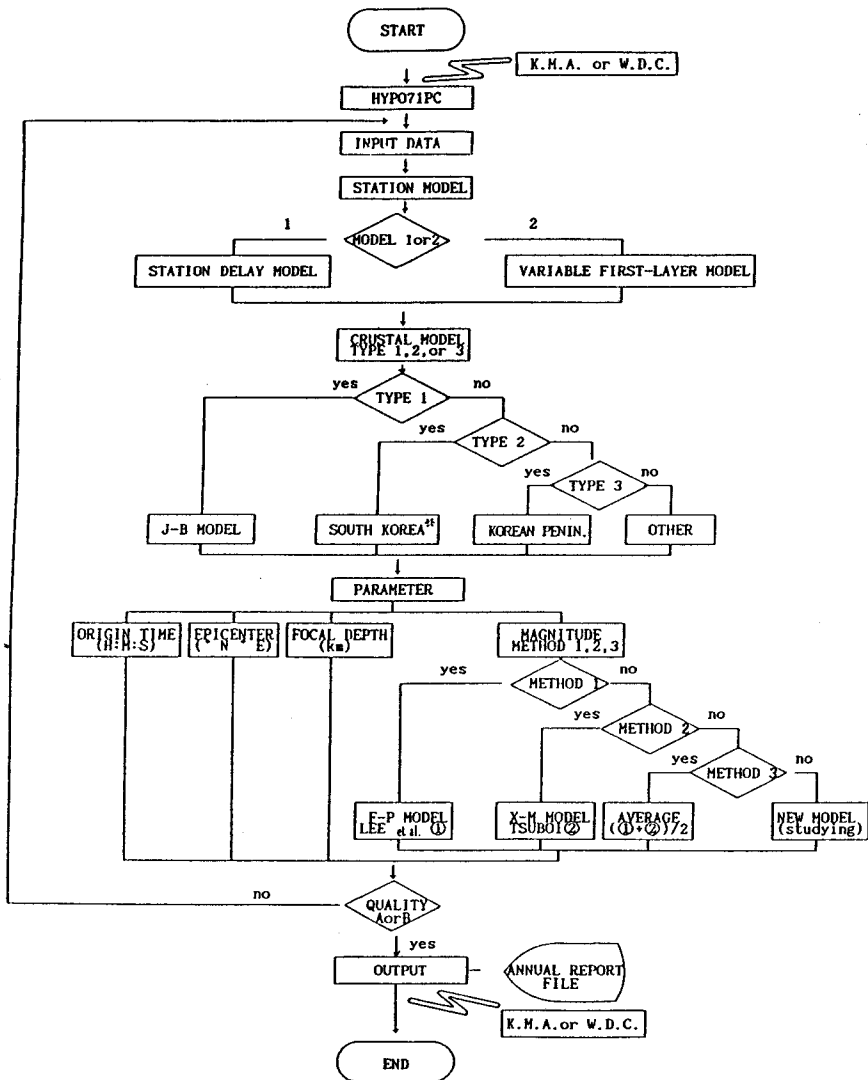 START
K.M.A. or W.D.C.
HYPO71PC
INPUT DATA
STATION MODEL
1
MODEL 1or2
2
STATION DELAY MODEL
VARIABLE FIRST-LAYER MODEL
CRUSTAL MODEL
TYPE 1,2,or 3
yes
TYPE 1
no
yes
TYPE 2
no
yes
TYPE 3
no
J-B MODEL
SOUTH KOREA
KOREAN PENIN.
OTHER
PARAMETER
ORIGIN TIME
(H:M:S)
EPICENTER
(° N ° E)
FOCAL DEPTH
(km)
MAGNITUDE
METHOD 1,2,3
yes
METHOD 1
no
yes
METHOD 2
no
yes
METHOD 3
no
F-P MODEL
LEE et al. ①
X-M MODEL
TSUBOI②
AVERAGE
(①+②)/2
NEW MODEL
(studying)
no
QUALITY
AorB
yes
OUTPUT
ANNUAL REPORT
FILE
K.M.A.or W.D.C.
END